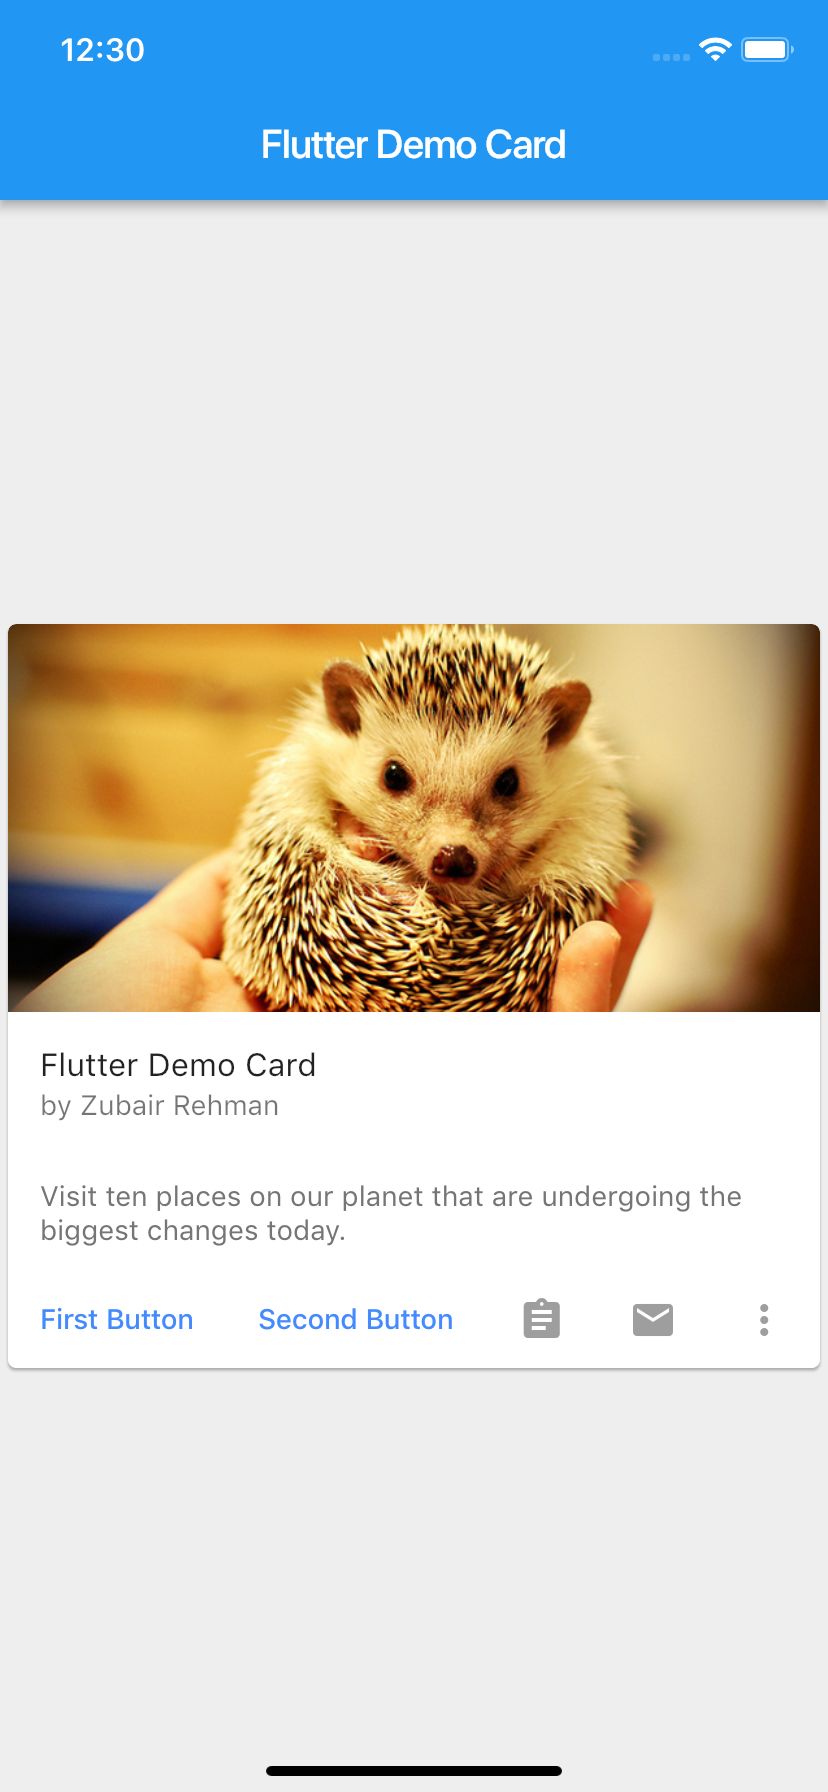 12:30
Flutter Demo Card
Flutter Demo Card
by Zubair Rehman
Visit ten places on our planet that are undergoing the
biggest changes today.
First Button Second Button